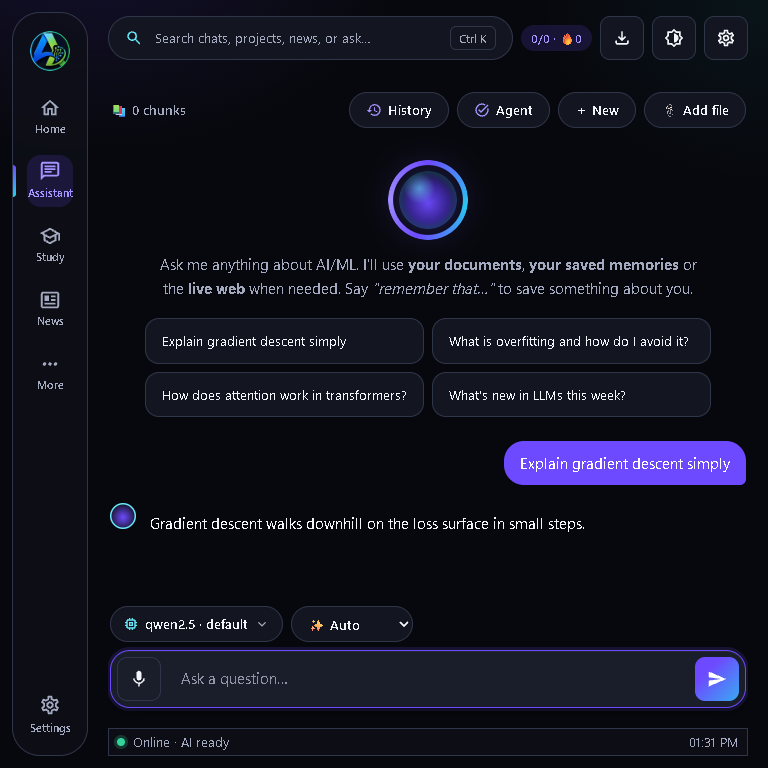 Search chats, projects, news, or ask...
Ctrl K
0/0 · 🔥 0
Home
Assistant
Study
News
More
Settings
0 chunks
History
Agent
+ New
Add file
Ask me anything about AI/ML. I'll use your documents, your saved memories or
the live web when needed. Say "remember that..." to save something about you.
Explain gradient descent simply
What is overfitting and how do I avoid it?
How does attention work in transformers?
What's new in LLMs this week?
Explain gradient descent simply
Gradient descent walks downhill on the loss surface in small steps.
qwen2.5 · default
✨ Auto
Ask a question...
Online · AI ready
01:31 PM